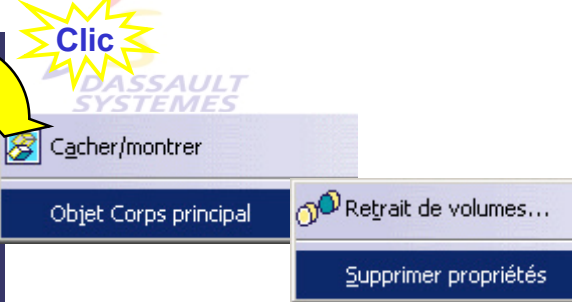 Clic
DASSAULT
SYSTEMES
Cacher/montrer
Objet Corps principal
Retrait de volumes...
Supprimer propriétés